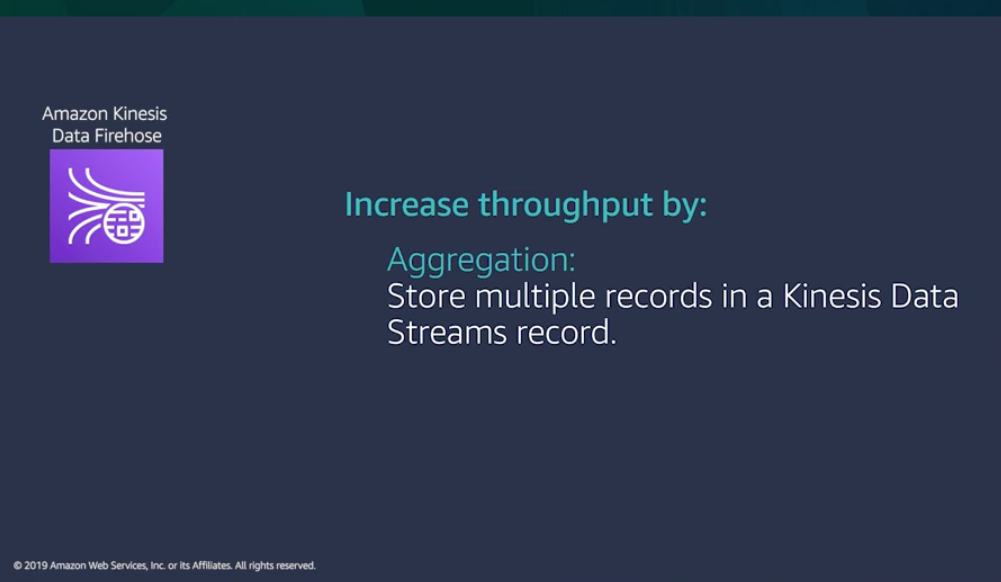 Amazon Kinesis
Data Firehose
Increase throughput by:
Aggregation:
Store multiple records in a Kinesis Data
Streams record.
© 2019 Amazon Web Services, Inc. or its Affiliates. All rights reserved.